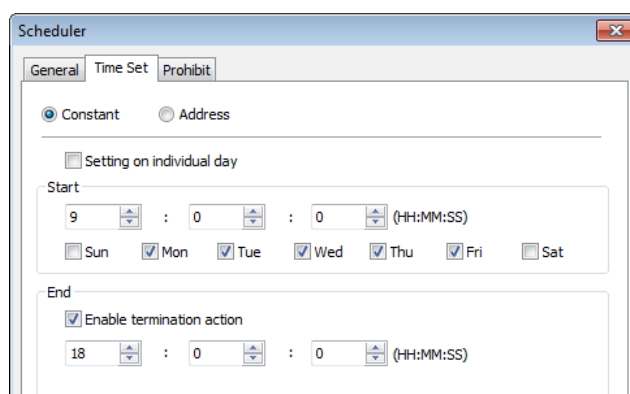 Scheduler
General Time Set Prohibit
Constant Address
Setting on individual day
Start
9 : 0 : 0 (HH:MM:SS)
Sun Mon Tue Wed Thu Fri Sat
End
Enable termination action
18 : 0 : 0 (HH:MM:SS)